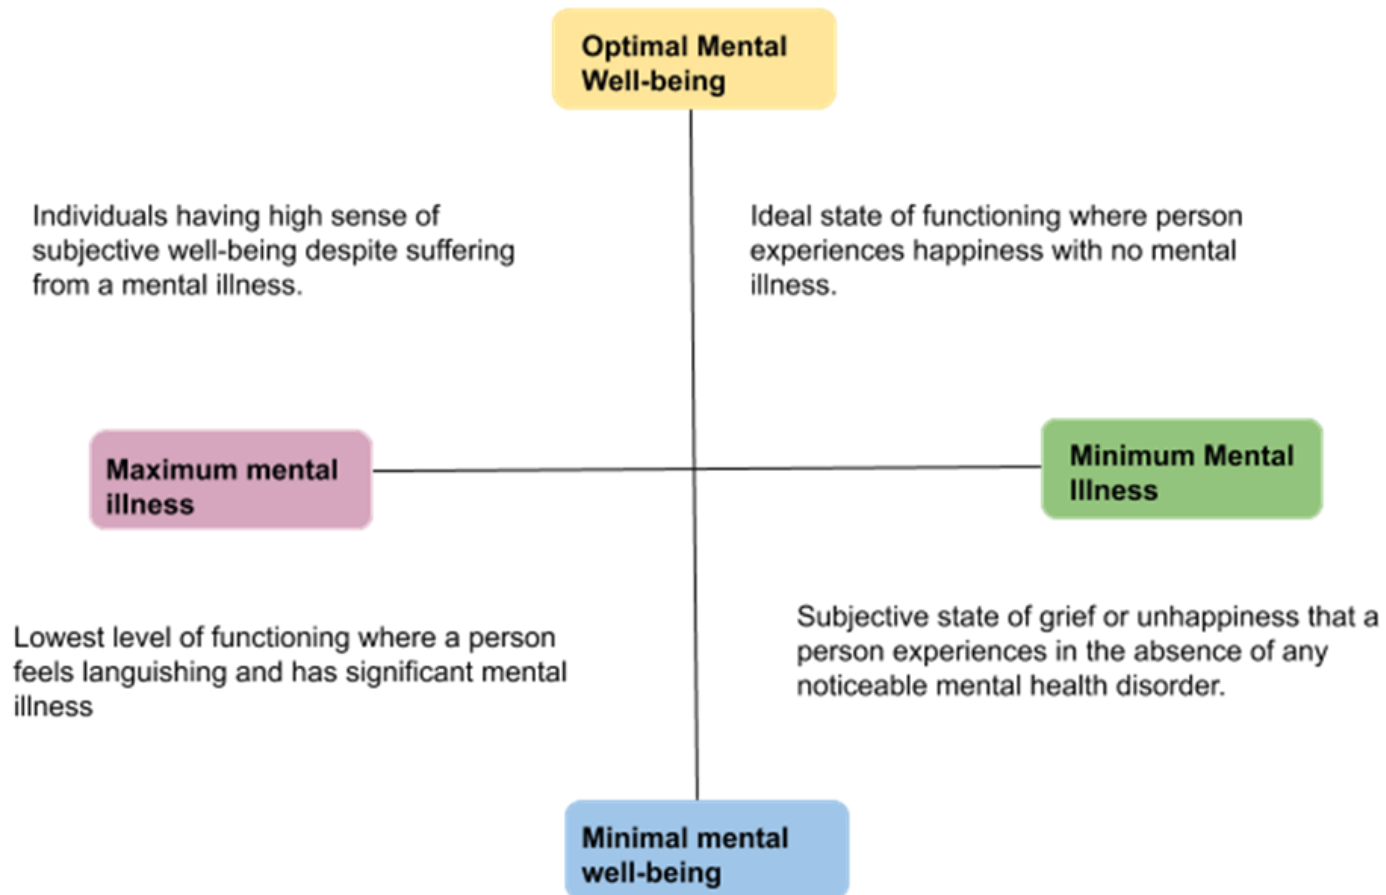 Optimal Mental
Well-being
Individuals having high sense of
subjective well-being despite suffering
from a mental illness.
Ideal state of functioning where person
experiences happiness with no mental
illness.
Maximum mental
illness
Minimum Mental
Illness
Lowest level of functioning where a person
feels languishing and has significant mental
illness
Subjective state of grief or unhappiness that a
person experiences in the absence of any
noticeable mental health disorder.
Minimal mental
well-being